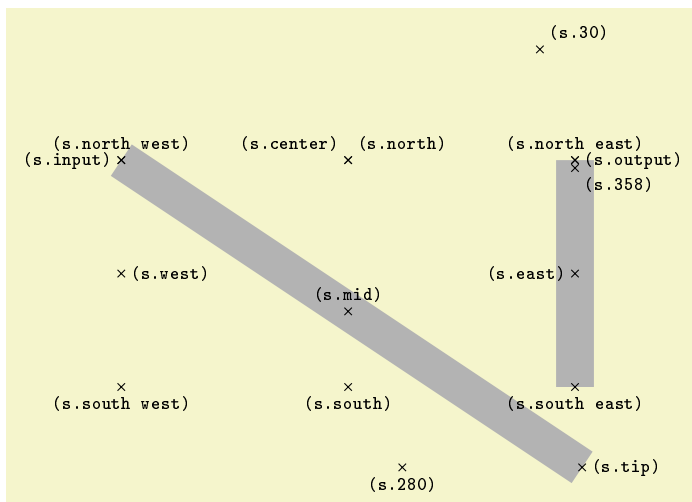 (s.30)
(s.north west) (s.center) (s.north) (s.north east)
(s.input) (s.output)
(s.358)
(s.west) (s.east)
(s.mid)
(s.south west) (s.south) (s.south east)
(s.tip)
(s.280)